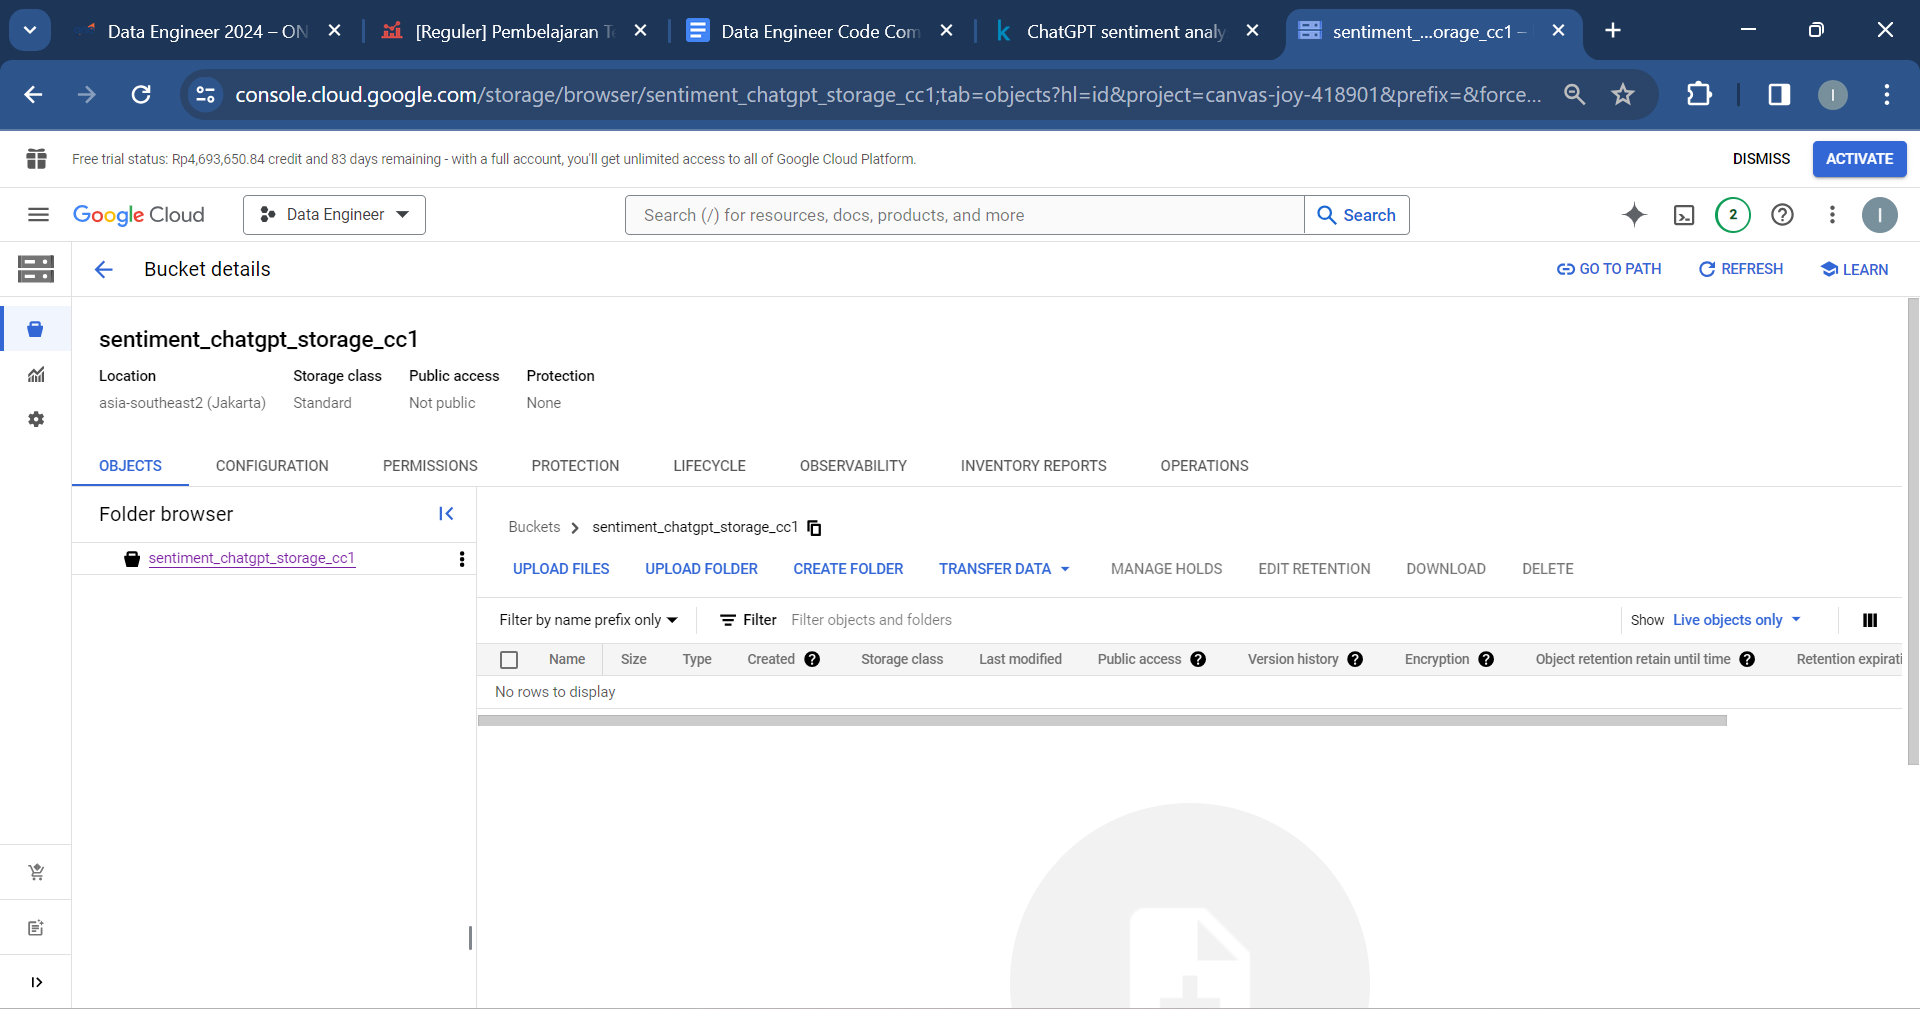 Data Engineer 2024 – ON
[Reguler] Pembelajaran Te
Data Engineer Code Com
ChatGPT sentiment analy
sentiment_...orage_cc1 –
console.cloud.google.com/storage/browser/sentiment_chatgpt_storage_cc1;tab=objects?hl=id&project=canvas-joy-418901&prefix=&force...
I
Free trial status: Rp4,693,650.84 credit and 83 days remaining - with a full account, you'll get unlimited access to all of Google Cloud Platform.
DISMISS
ACTIVATE
Google Cloud
Data Engineer
Search (/) for resources, docs, products, and more
Search
2
I
Bucket details
GO TO PATH
REFRESH
LEARN
sentiment_chatgpt_storage_cc1
Location Storage class Public access Protection
asia-southeast2 (Jakarta) Standard Not public None
OBJECTS CONFIGURATION PERMISSIONS PROTECTION LIFECYCLE OBSERVABILITY INVENTORY REPORTS OPERATIONS
Folder browser
sentiment_chatgpt_storage_cc1
Buckets
sentiment_chatgpt_storage_cc1
UPLOAD FILES UPLOAD FOLDER CREATE FOLDER TRANSFER DATA MANAGE HOLDS EDIT RETENTION DOWNLOAD DELETE
Filter by name prefix only
Filter Filter objects and folders
Show Live objects only
Name Size Type Created Storage class Last modified Public access Version history Encryption Object retention retain until time Retention expirati
No rows to display